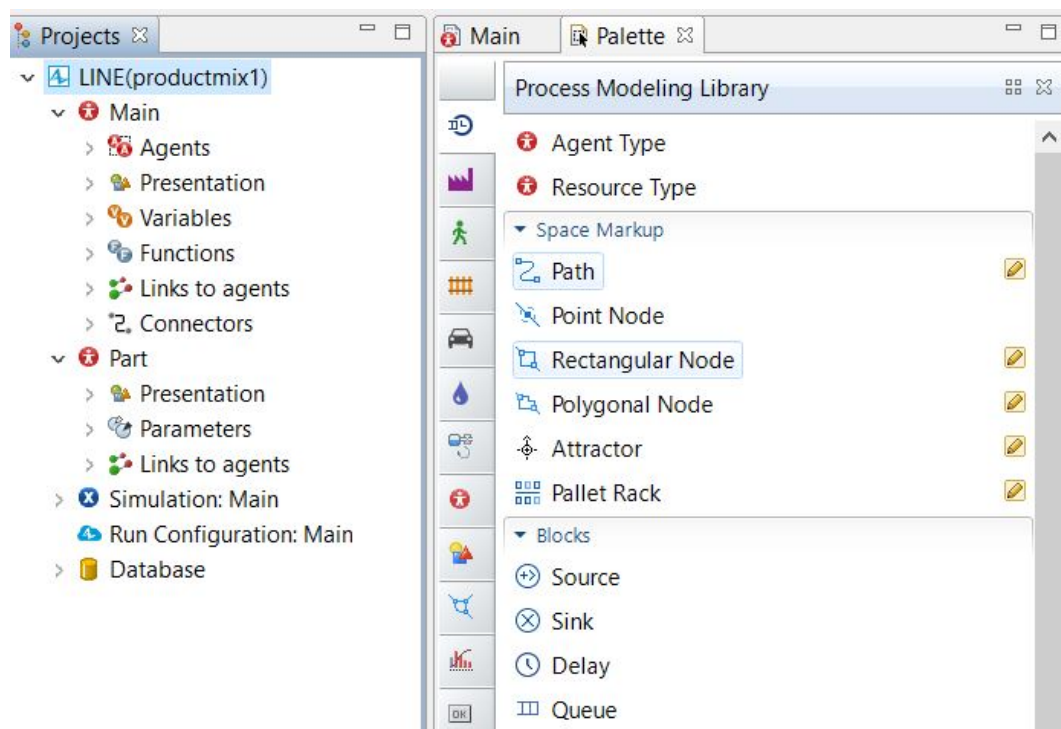 Projects
LINE(productmix1)
Main
Agents
Presentation
Variables
Functions
Links to agents
Connectors
Part
Presentation
Parameters
Links to agents
Simulation: Main
Run Configuration: Main
Database
Main
Palette
Process Modeling Library
Agent Type
Resource Type
Space Markup
Path
Point Node
Rectangular Node
Polygonal Node
Attractor
Pallet Rack
Blocks
Source
Sink
Delay
Queue
OK